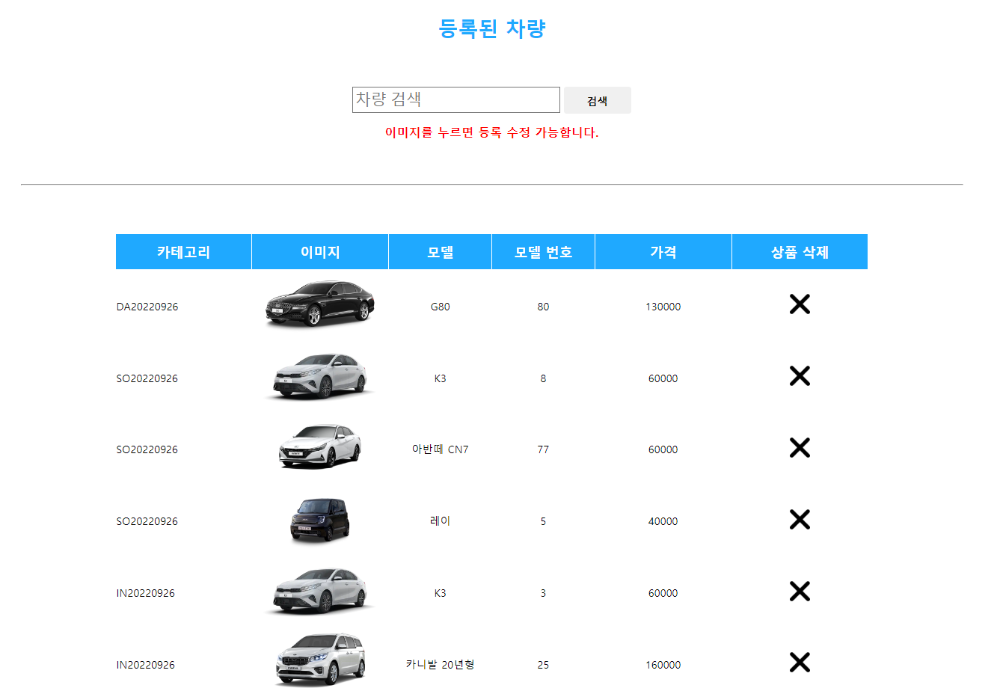 등록된 차량
차량 검색 검색
이미지를 누르면 등록 수정 가능합니다.
카테고리 이미지 모델 모델 번호 가격 상품 삭제
DA20220926 G80 80 130000
SO20220926 K3 8 60000
SO20220926 아반떼 CN7 77 60000
SO20220926 레이 5 40000
IN20220926 K3 3 60000
IN20220926 카니발 20년형 25 160000